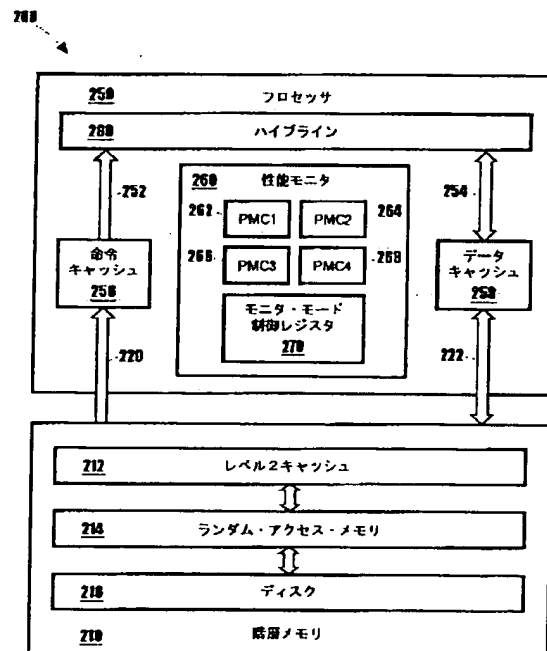 200
250 プロセッサ
280 パイプライン
252
260 性能モニタ
254
262 PMC1 PMC2 264
266 PMC3 PMC4 268
命令
キャッシュ
256
モニタ・モード
制御レジスタ
270
データ
キャッシュ
258
220
222
212 レベル2キャッシュ
214 ランダム・アクセス・メモリ
216 ディスク
210 階層メモリ